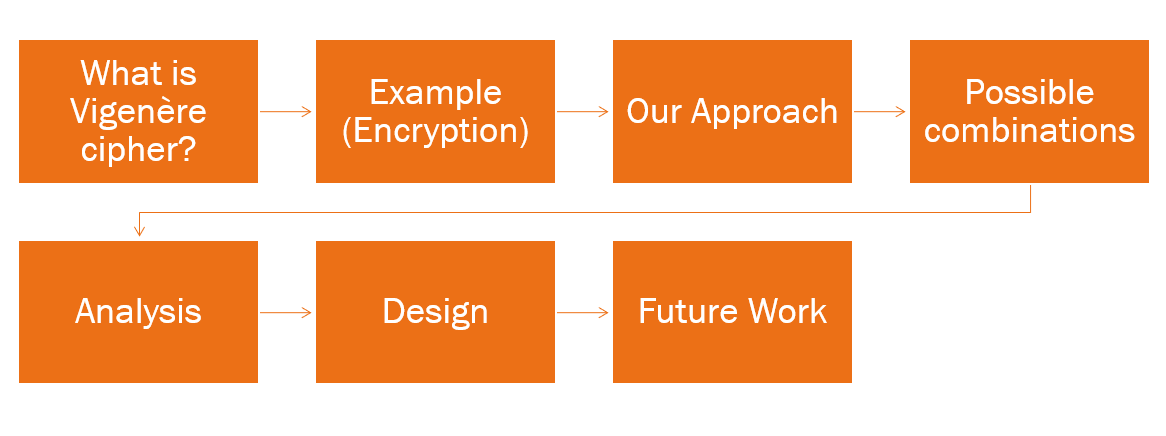 What is
Vigenère
cipher?
Example
(Encryption)
Our Approach
Possible
combinations
Analysis
Design
Future Work